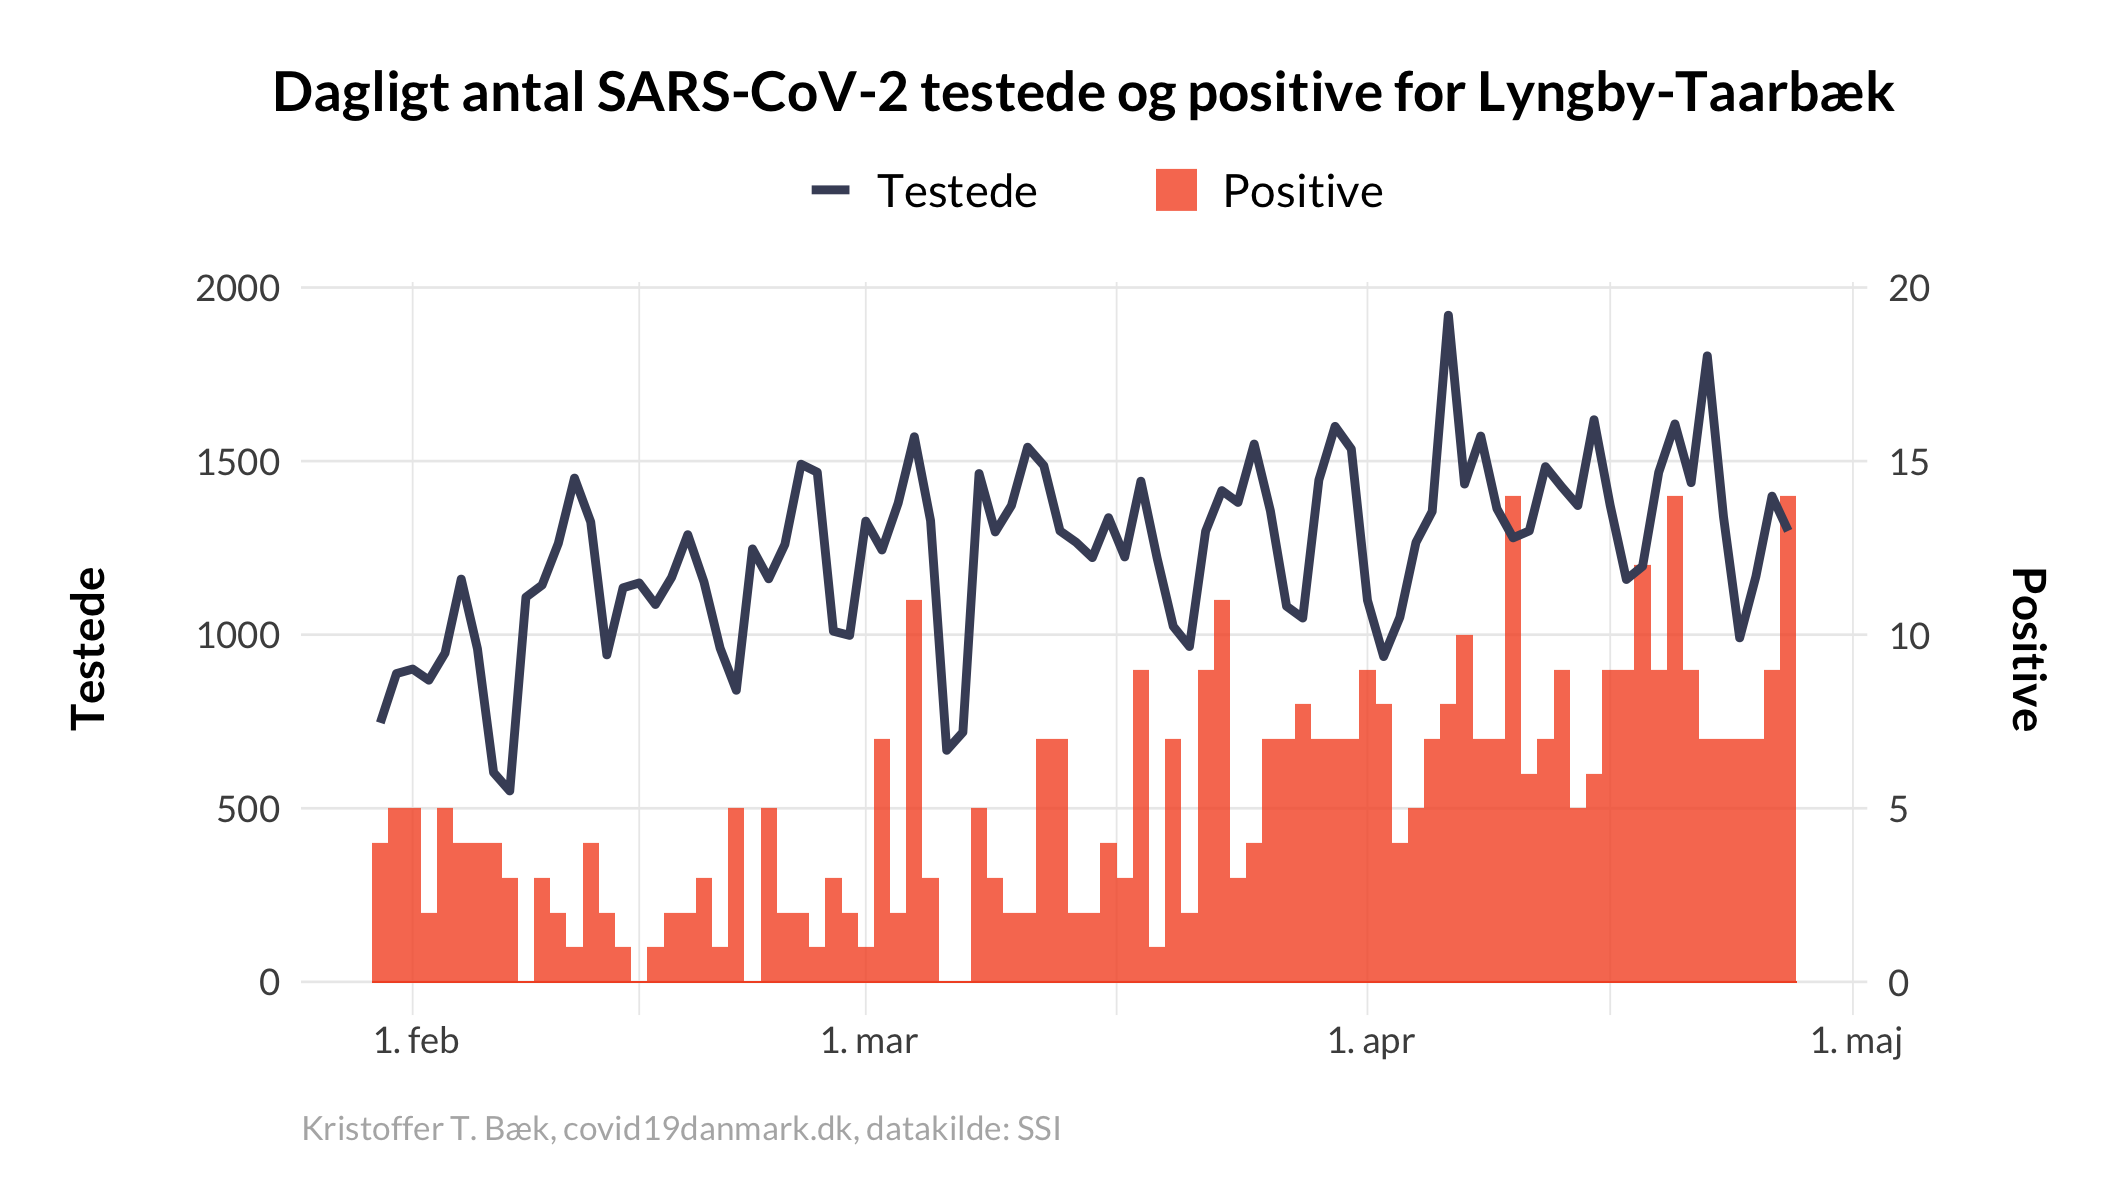 Dagligt antal SARS-CoV-2 testede og positive for Lyngby-Taarbæk
Testede Positive
2000 20
1500 15
1000 10
500 5
0 0
Testede
Positive
1. feb 1. mar 1. apr 1. maj
Kristoffer T. Bæk, covid19danmark.dk, datakilde: SSI